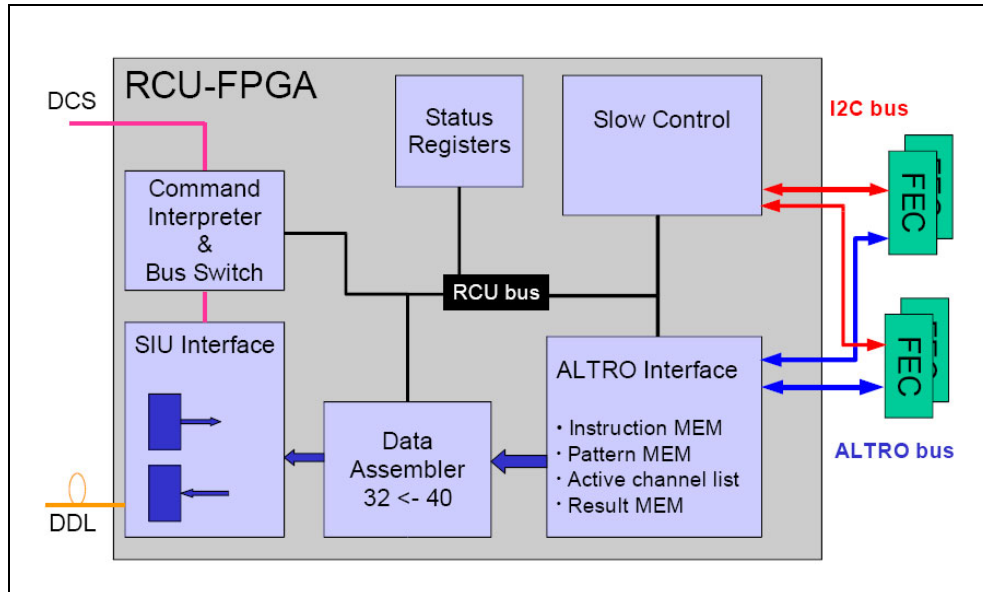 RCU-FPGA
DCS
Status
Registers
Slow Control
I2C bus
FEC
Command
Interpreter
&
Bus Switch
RCU bus
SIU Interface
ALTRO Interface
· Instruction MEM
· Pattern MEM
· Active channel list
· Result MEM
Data
Assembler
32 <- 40
FEC
ALTRO bus
DDL